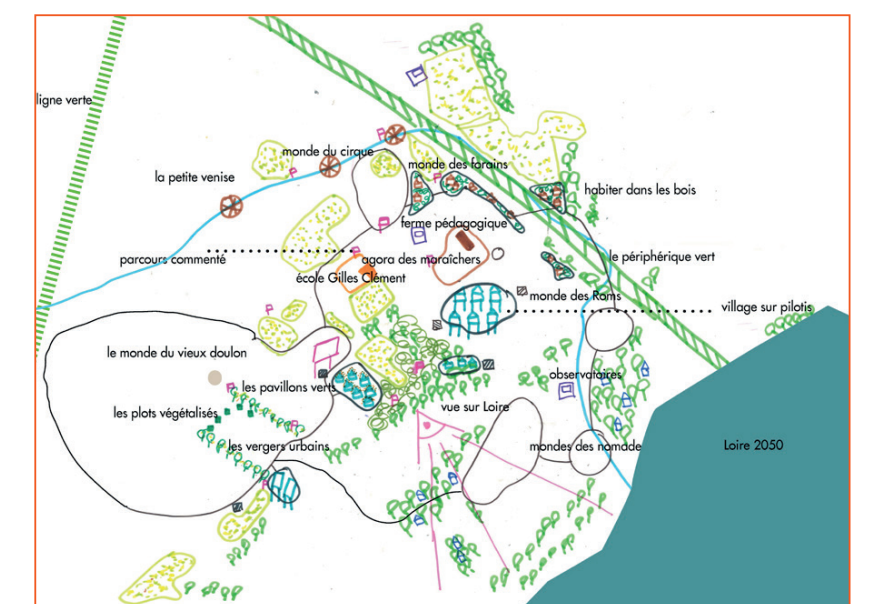 ligne verte
monde du cirque
monde des forains
la petite venise
habiter dans les bois
ferme pédagogique
parcours commenté
agora des maraîchers
le périphérique vert
école Gilles Clément
monde des Roms
village sur pilotis
le monde du vieux doulon
les pavillons verts
observatoires
les plots végétalisés
vue sur Loire
les vergers urbains
mondes des nomade
Loire 2050